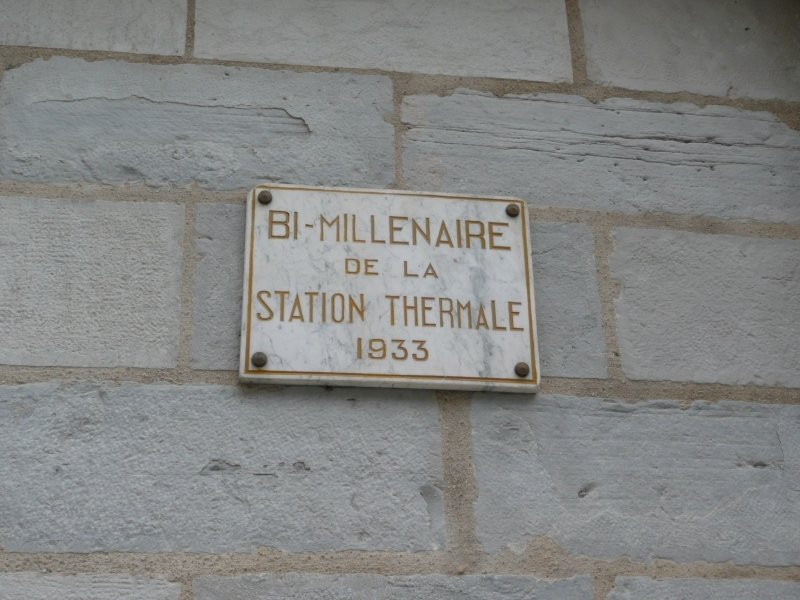 BI-MILLENAIRE
DE LA
STATION THERMALE
1933